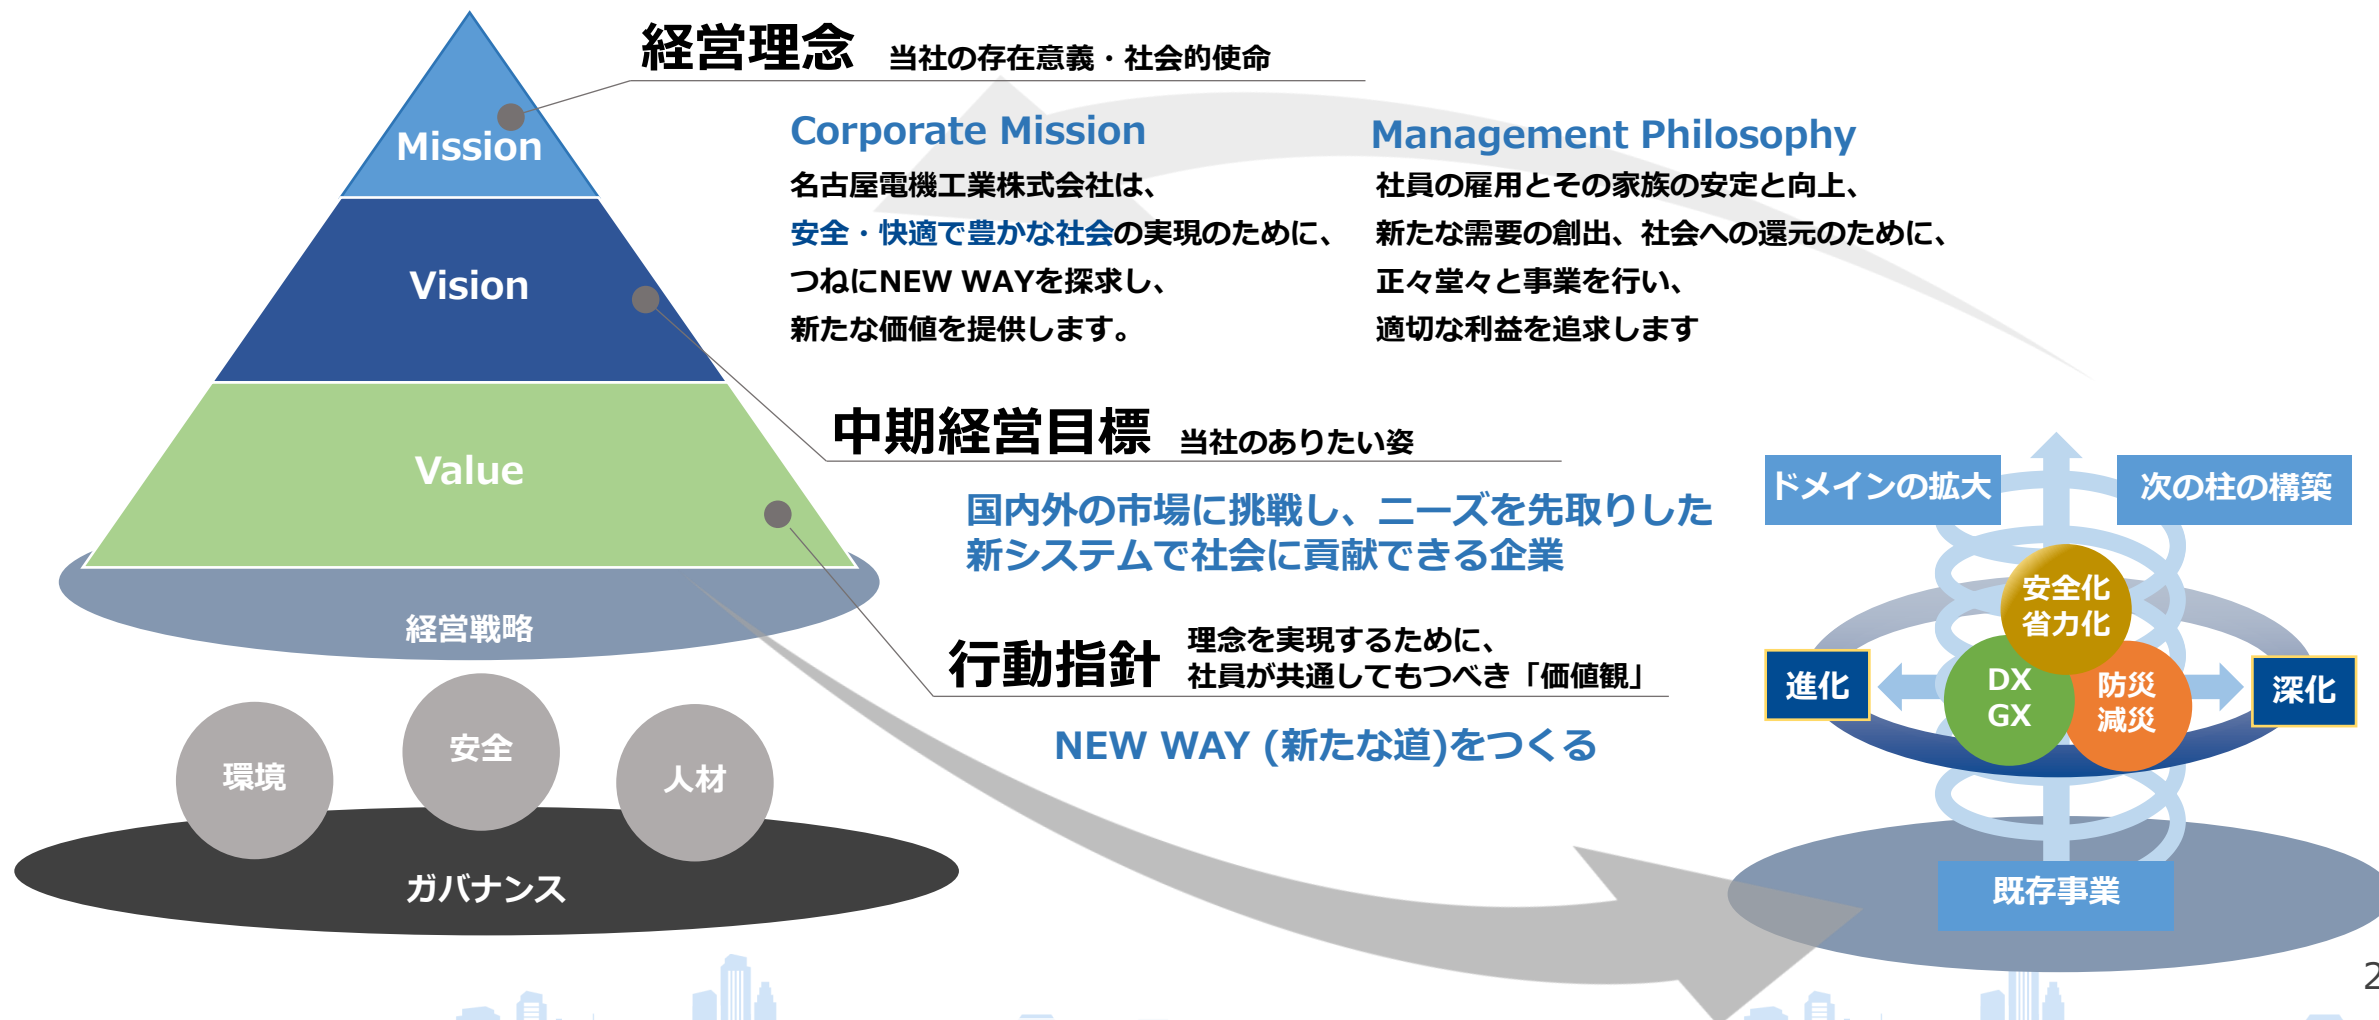 経営理念 当社の存在意義・社会的使命
Mission
Corporate Mission
名古屋電機工業株式会社は、
安全・快適で豊かな社会の実現のために、
つねにNEW WAYを探求し、
新たな価値を提供します。
Management Philosophy
社員の雇用とその家族の安定と向上、
新たな需要の創出、社会への還元のために、
正々堂々と事業を行い、
適切な利益を追求します
Vision
中期経営目標 当社のありたい姿
国内外の市場に挑戦し、ニーズを先取りした
新システムで社会に貢献できる企業
Value
行動指針 理念を実現するために、
社員が共通してもつべき「価値観」
NEW WAY (新たな道)をつくる
経営戦略
環境
安全
人材
ガバナンス
ドメインの拡大
次の柱の構築
安全化
省力化
進化
DX
GX
防災
減災
深化
既存事業
2